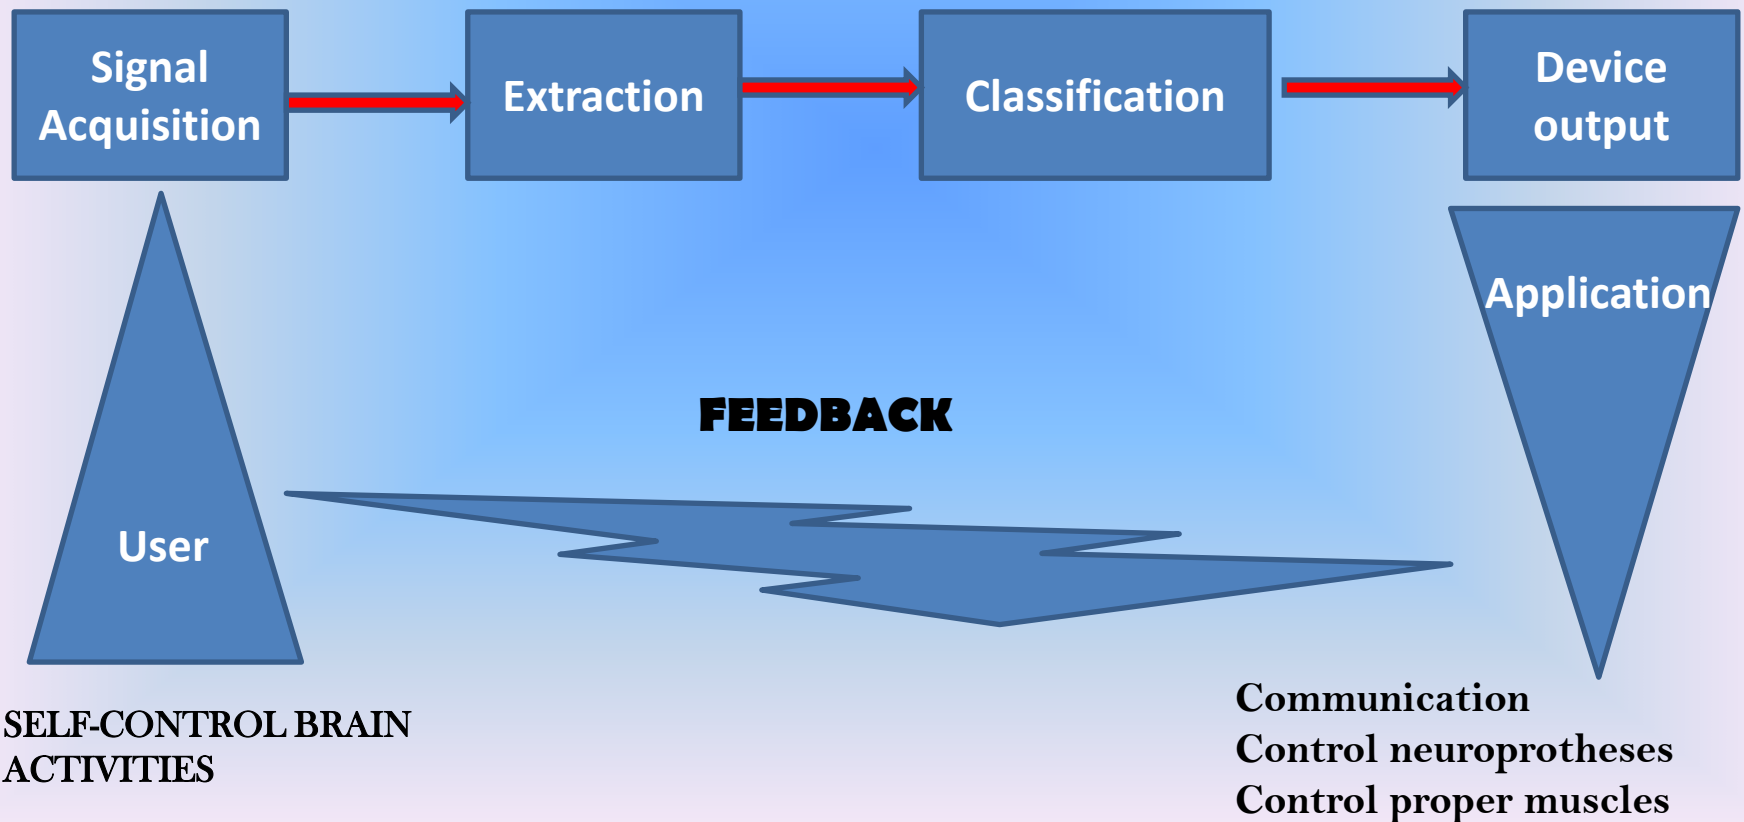 Signal
Acquisition
Extraction
Classification
Device
output
Application
FEEDBACK
User
SELF-CONTROL BRAIN
ACTIVITIES
Communication
Control neuroprotheses
Control proper muscles